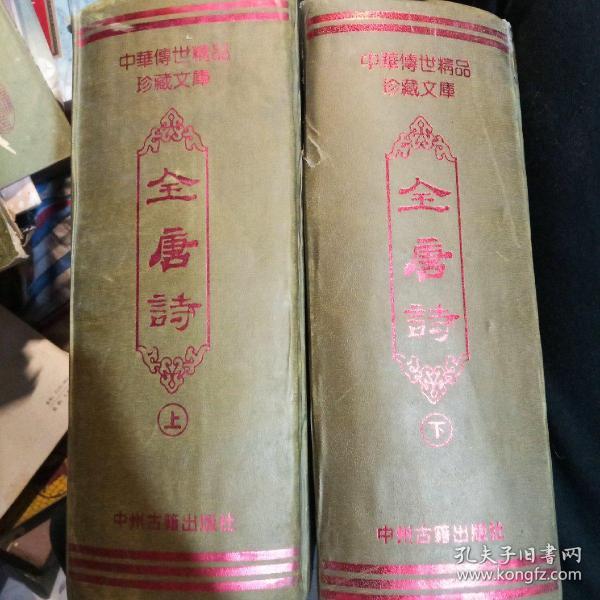 中華傳世精品
珍藏文庫
全唐詩
上
中州古籍出版社
中華傳世精品
珍藏文庫
全唐詩
下
中州古籍出版社
孔夫子旧书网
www.kongfz.com